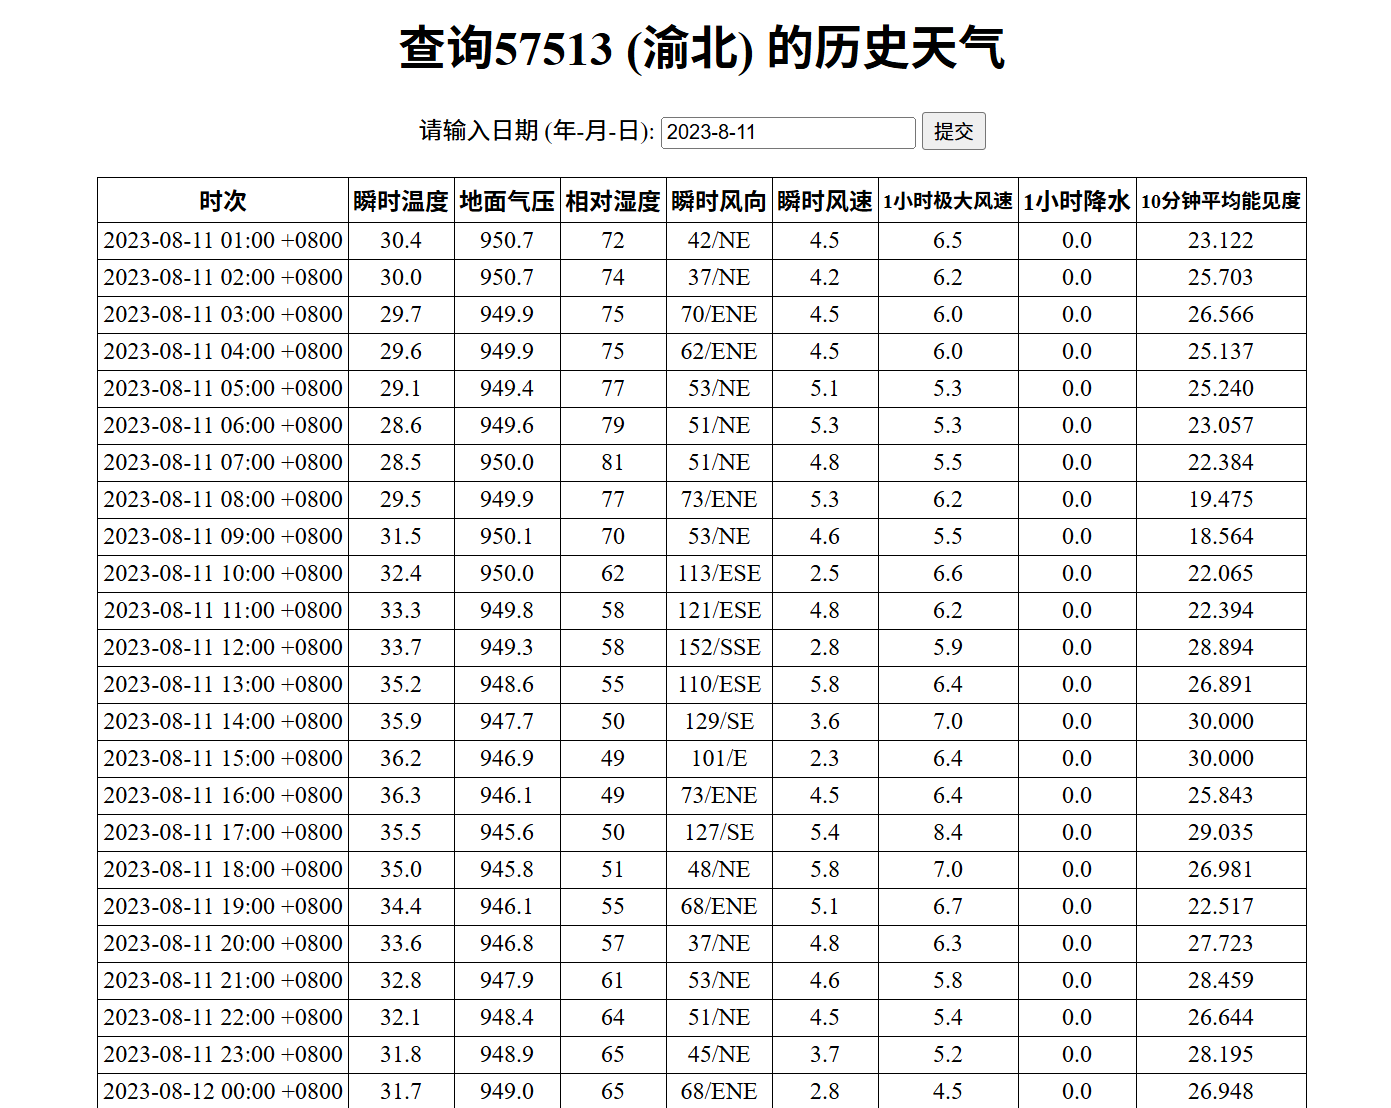 查询57513 (渝北) 的历史天气
请输入日期 (年-月-日): 2023-8-11 提交
时次 瞬时温度 地面气压 相对湿度 瞬时风向 瞬时风速 1小时极大风速 1小时降水 10分钟平均能见度
2023-08-11 01:00 +0800 30.4 950.7 72 42/NE 4.5 6.5 0.0 23.122
2023-08-11 02:00 +0800 30.0 950.7 74 37/NE 4.2 6.2 0.0 25.703
2023-08-11 03:00 +0800 29.7 949.9 75 70/ENE 4.5 6.0 0.0 26.566
2023-08-11 04:00 +0800 29.6 949.9 75 62/ENE 4.5 6.0 0.0 25.137
2023-08-11 05:00 +0800 29.1 949.4 77 53/NE 5.1 5.3 0.0 25.240
2023-08-11 06:00 +0800 28.6 949.6 79 51/NE 5.3 5.3 0.0 23.057
2023-08-11 07:00 +0800 28.5 950.0 81 51/NE 4.8 5.5 0.0 22.384
2023-08-11 08:00 +0800 29.5 949.9 77 73/ENE 5.3 6.2 0.0 19.475
2023-08-11 09:00 +0800 31.5 950.1 70 53/NE 4.6 5.5 0.0 18.564
2023-08-11 10:00 +0800 32.4 950.0 62 113/ESE 2.5 6.6 0.0 22.065
2023-08-11 11:00 +0800 33.3 949.8 58 121/ESE 4.8 6.2 0.0 22.394
2023-08-11 12:00 +0800 33.7 949.3 58 152/SSE 2.8 5.9 0.0 28.894
2023-08-11 13:00 +0800 35.2 948.6 55 110/ESE 5.8 6.4 0.0 26.891
2023-08-11 14:00 +0800 35.9 947.7 50 129/SE 3.6 7.0 0.0 30.000
2023-08-11 15:00 +0800 36.2 946.9 49 101/E 2.3 6.4 0.0 30.000
2023-08-11 16:00 +0800 36.3 946.1 49 73/ENE 4.5 6.4 0.0 25.843
2023-08-11 17:00 +0800 35.5 945.6 50 127/SE 5.4 8.4 0.0 29.035
2023-08-11 18:00 +0800 35.0 945.8 51 48/NE 5.8 7.0 0.0 26.981
2023-08-11 19:00 +0800 34.4 946.1 55 68/ENE 5.1 6.7 0.0 22.517
2023-08-11 20:00 +0800 33.6 946.8 57 37/NE 4.8 6.3 0.0 27.723
2023-08-11 21:00 +0800 32.8 947.9 61 53/NE 4.6 5.8 0.0 28.459
2023-08-11 22:00 +0800 32.1 948.4 64 51/NE 4.5 5.4 0.0 26.644
2023-08-11 23:00 +0800 31.8 948.9 65 45/NE 3.7 5.2 0.0 28.195
2023-08-12 00:00 +0800 31.7 949.0 65 68/ENE 2.8 4.5 0.0 26.948